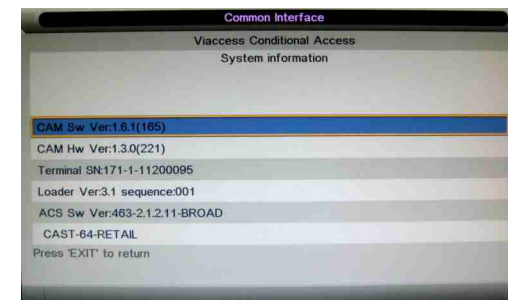 Common Interface
Viaccess Conditional Access
System information
CAM Sw Ver:1.6.1(165)
CAM Hw Ver:1.3.0(221)
Terminal SN:171-1-11200095
Loader Ver:3.1 sequence:001
ACS Sw Ver:463-2.1.2.11-BROAD
CAST-64-RETAIL
Press 'EXIT' to return